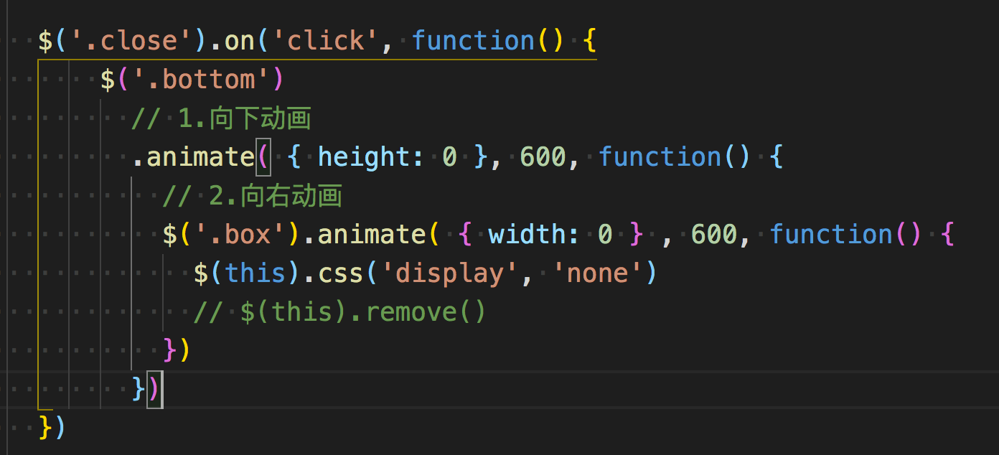 $('.close').on('click', function() {
$('.bottom')
// 1.向下动画
.animate( { height: 0 }, 600, function() {
// 2.向右动画
$('.box').animate( { width: 0 } , 600, function() {
$(this).css('display', 'none')
// $(this).remove()
})
})
})